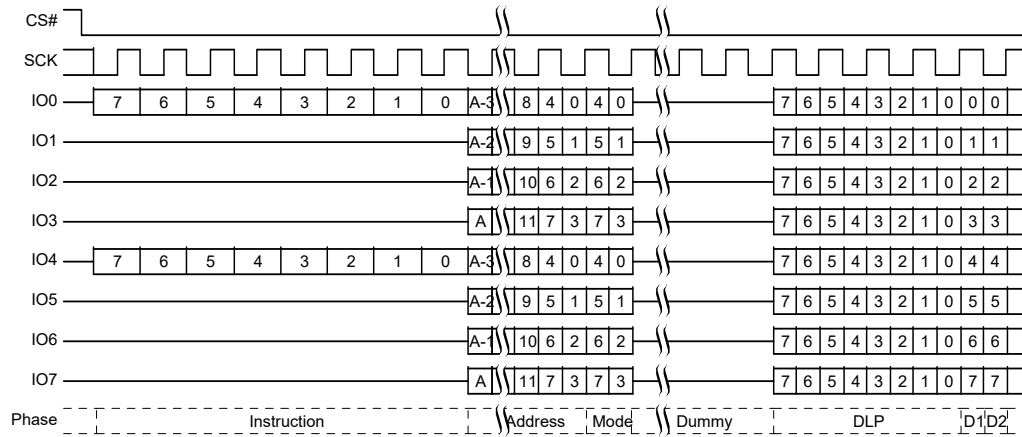 CS#
SCK
IO0 7 6 5 4 3 2 1 0 A-3 8 4 0 4 0 7 6 5 4 3 2 1 0 0 0
IO1 A-2 9 5 1 5 1 7 6 5 4 3 2 1 0 1 1
IO2 A-1 10 6 2 6 2 7 6 5 4 3 2 1 0 2 2
IO3 A 11 7 3 7 3 7 6 5 4 3 2 1 0 3 3
IO4 7 6 5 4 3 2 1 0 A-3 8 4 0 4 0 7 6 5 4 3 2 1 0 4 4
IO5 A-2 9 5 1 5 1 7 6 5 4 3 2 1 0 5 5
IO6 A-1 10 6 2 6 2 7 6 5 4 3 2 1 0 6 6
IO7 A 11 7 3 7 3 7 6 5 4 3 2 1 0 7 7
Phase Instruction Address Mode Dummy DLP D1 D2